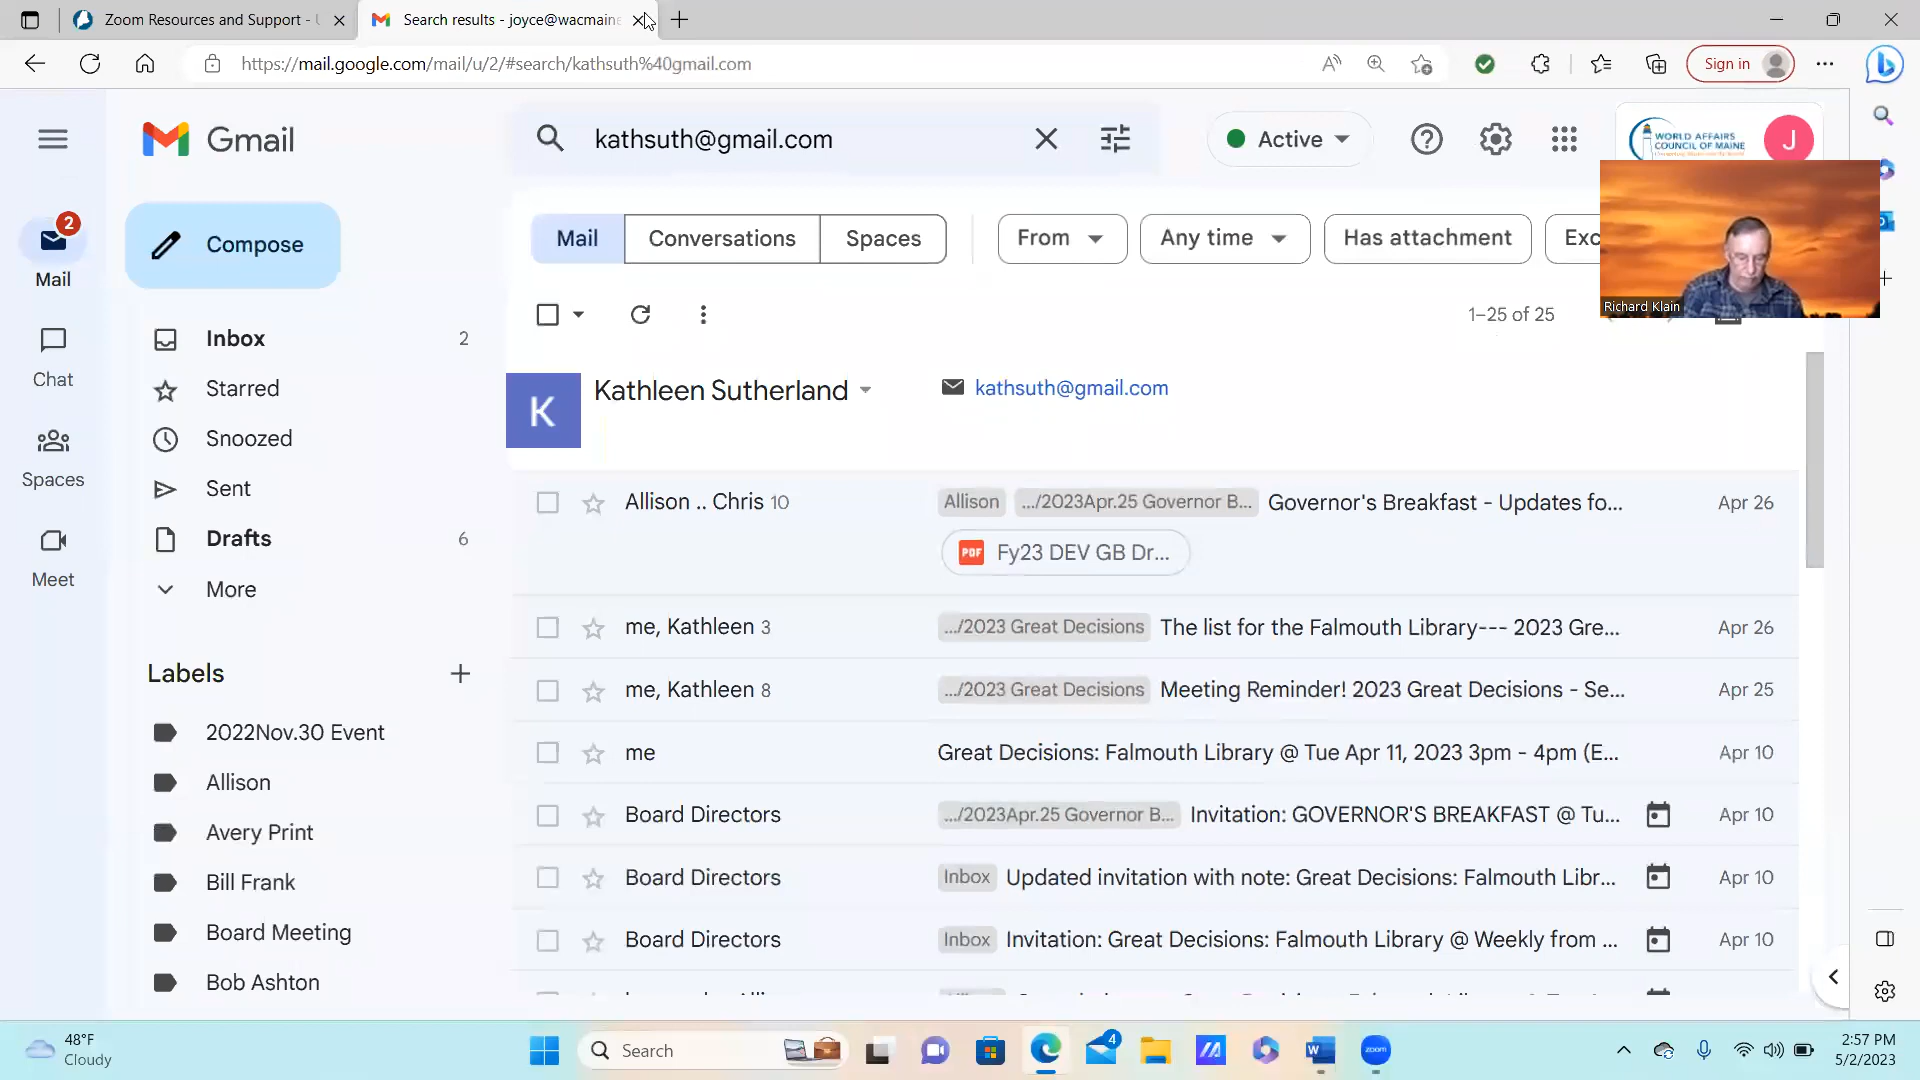 Zoom Resources and Support -
Search results - joyce@wacmaine
https://mail.google.com/mail/u/2/#search/kathsuth%40gmail.com
Sign in
Gmail
kathsuth@gmail.com
Active
WORLD AFFAIRS
COUNCIL OF MAINE
J
2
Mail
Chat
Spaces
Meet
Compose
Inbox 2
Starred
Snoozed
Sent
Drafts 6
More
Labels
2022Nov.30 Event
Allison
Avery Print
Bill Frank
Board Meeting
Bob Ashton
Mail Conversations Spaces From Any time Has attachment Exc
1–25 of 25
Richard Klain
K
Kathleen Sutherland kathsuth@gmail.com
Allison .. Chris 10 Allison .../2023Apr.25 Governor B... Governor's Breakfast - Updates fo... Apr 26
PDF Fy23 DEV GB Dr...
me, Kathleen 3 .../2023 Great Decisions The list for the Falmouth Library--- 2023 Gre... Apr 26
me, Kathleen 8 .../2023 Great Decisions Meeting Reminder! 2023 Great Decisions - Se... Apr 25
me Great Decisions: Falmouth Library @ Tue Apr 11, 2023 3pm - 4pm (E... Apr 10
Board Directors .../2023Apr.25 Governor B... Invitation: GOVERNOR'S BREAKFAST @ Tu... Apr 10
Board Directors Inbox Updated invitation with note: Great Decisions: Falmouth Libr... Apr 10
Board Directors Inbox Invitation: Great Decisions: Falmouth Library @ Weekly from ... Apr 10
48°F
Cloudy
Search
4
zoom
2:57 PM
5/2/2023